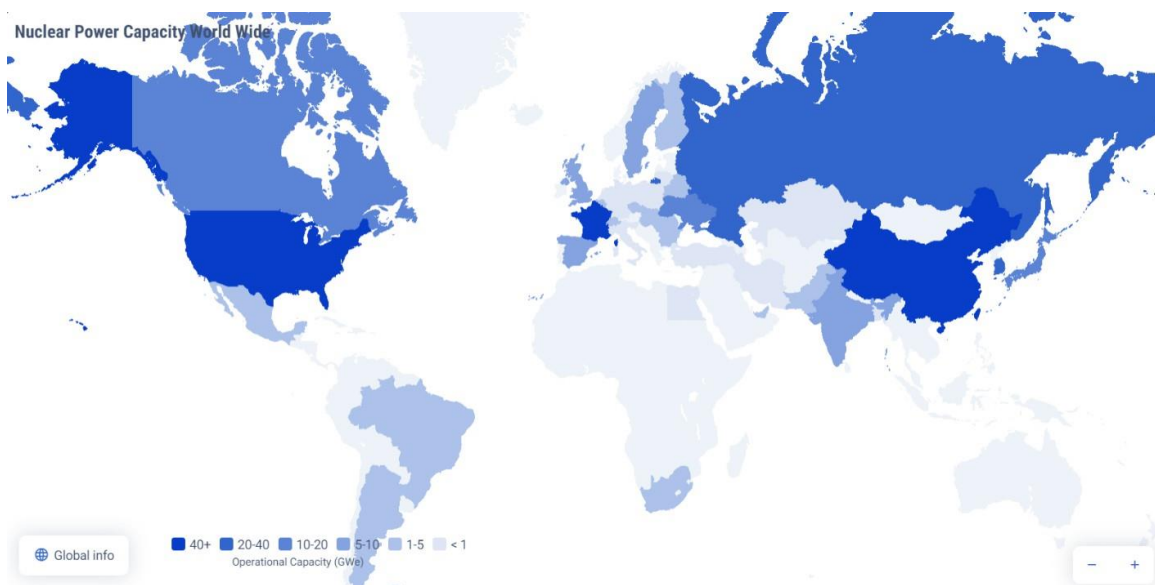 Nuclear Power Capacity World Wide
Global info
40+ 20-40 10-20 5-10 1-5 < 1
Operational Capacity (GWe)
− +